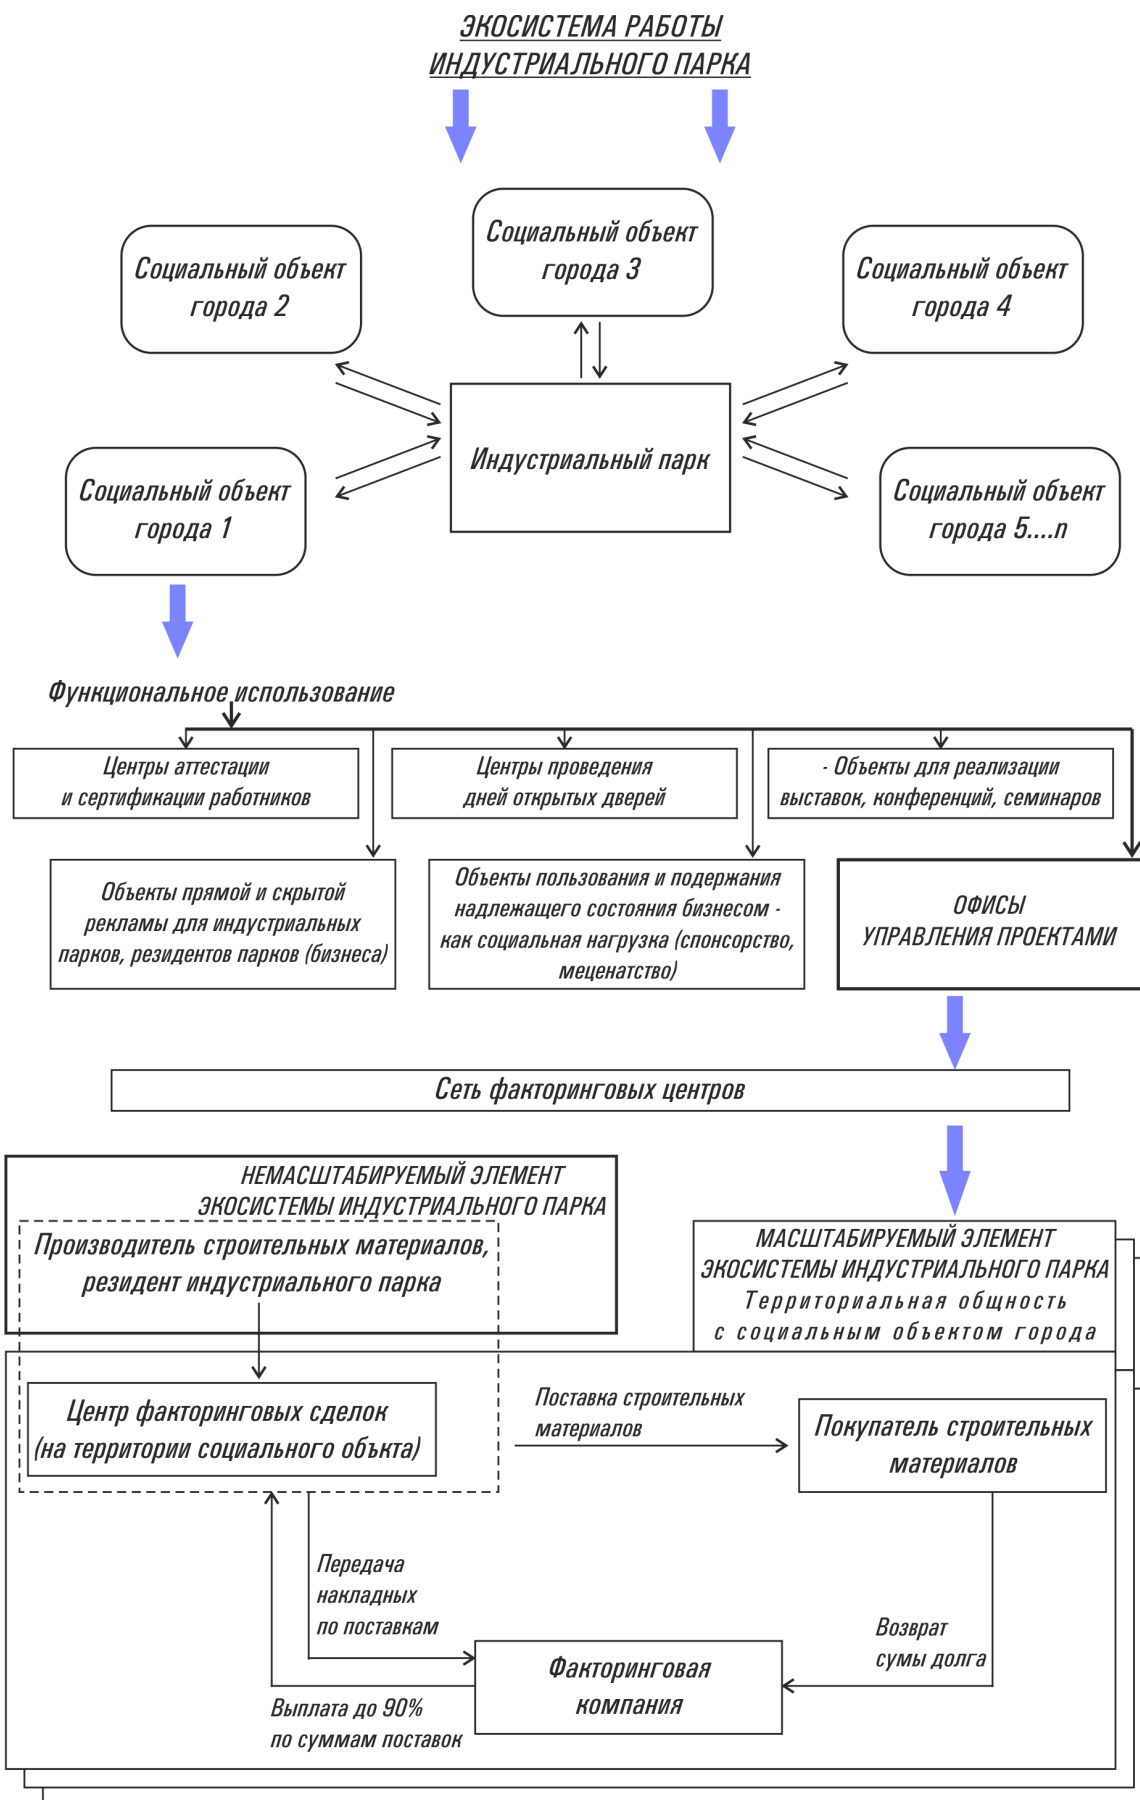 ЭКОСИСТЕМА РАБОТЫ
ИНДУСТРИАЛЬНОГО ПАРКА
Социальный объект
города 3
Социальный объект
города 2
Социальный объект
города 4
Индустриальный парк
Социальный объект
города 1
Социальный объект
города 5....n
Функциональное использование
Центры аттестации
и сертификации работников
Центры проведения
дней открытых дверей
- Объекты для реализации
выставок, конференций, семинаров
Объекты прямой и скрытой
рекламы для индустриальных
парков, резидентов парков (бизнеса)
Объекты пользования и подержания
надлежащего состояния бизнесом -
как социальная нагрузка (спонсорство,
меценатство)
ОФИСЫ
УПРАВЛЕНИЯ ПРОЕКТАМИ
Сеть факторинговых центров
НЕМАСШТАБИРУЕМЫЙ ЭЛЕМЕНТ
ЭКОСИСТЕМЫ ИНДУСТРИАЛЬНОГО ПАРКА
Производитель строительных материалов,
резидент индустриального парка
МАСШТАБИРУЕМЫЙ ЭЛЕМЕНТ
ЭКОСИСТЕМЫ ИНДУСТРИАЛЬНОГО ПАРКА
Территориальная общность
с социальным объектом города
Центр факторинговых сделок
(на территории социального объкта)
Поставка строительных
материалов
Покупатель строительных
материалов
Передача
накладных
по поставкам
Возврат
сумы долга
Факторинговая
компания
Выплата до 90%
по суммам поставок